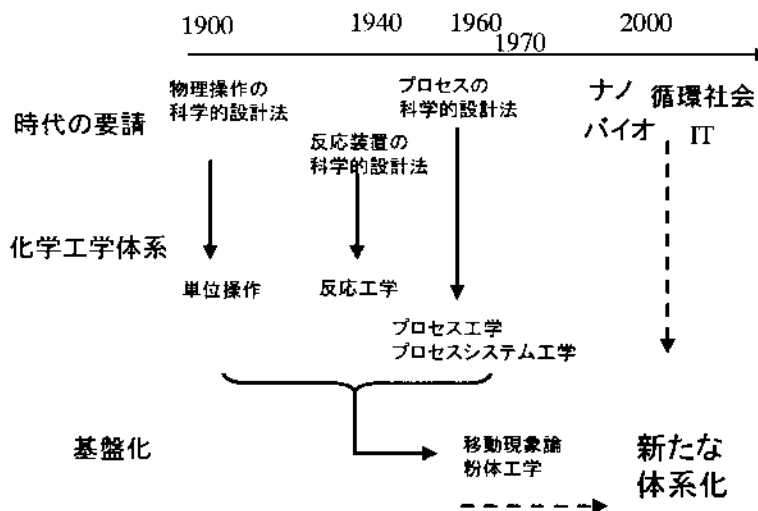 1900
1940
1960
1970
2000
時代の要請
物理操作の
科学的設計法
反応装置の
科学的設計法
プロセスの
科学的設計法
ナノ 循環社会
バイオ IT
化学工学体系
単位操作
反応工学
プロセス工学
プロセスシステム工学
基盤化
移動現象論
粉体工学
新たな
体系化